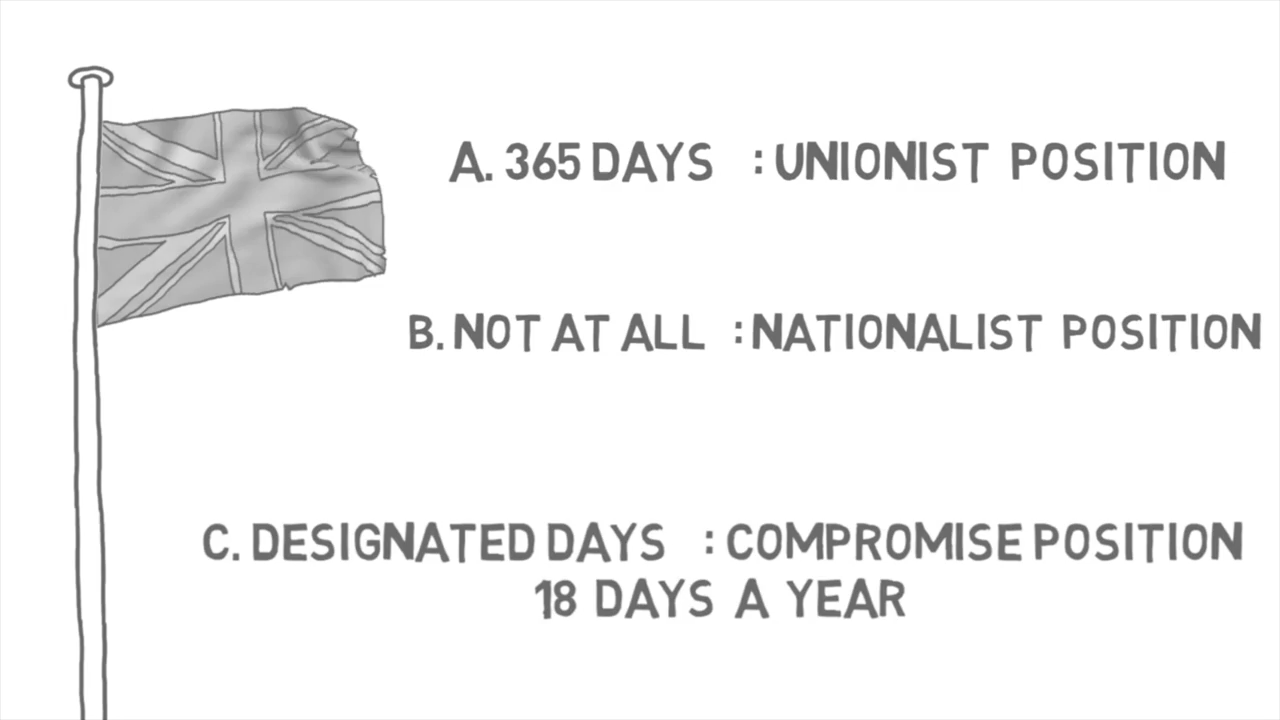 A. 365 DAYS : UNIONIST POSITION
B. NOT AT ALL : NATIONALIST POSITION
C. DESIGNATED DAYS : COMPROMISE POSITION
18 DAYS A YEAR